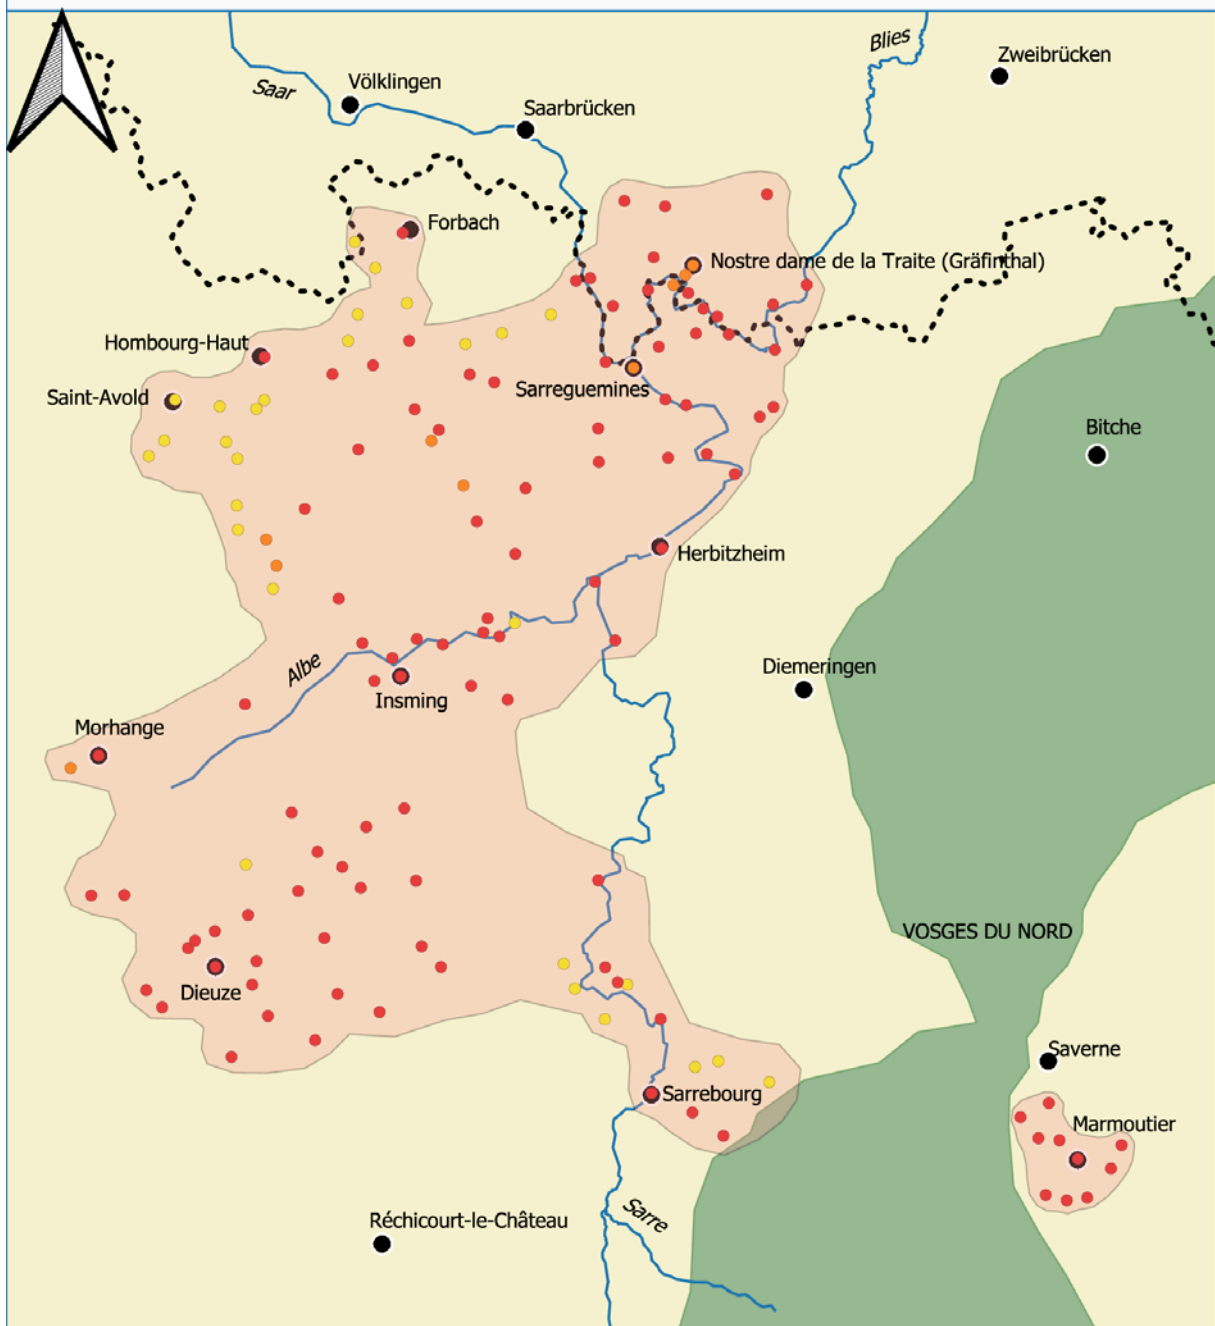 Blies
Zweibrücken
Saar
Völklingen
Saarbrücken
Forbach
Nostre dame de la Traite (Gräfinthal)
Hombourg-Haut
Saint-Avold
Sarreguemines
Bitche
Herbitzheim
Albe
Diemeringen
Insming
Morhange
VOSGES DU NORD
Dieuze
Saverne
Sarrebourg
Marmoutier
Réchicourt-le-Château
Sarre